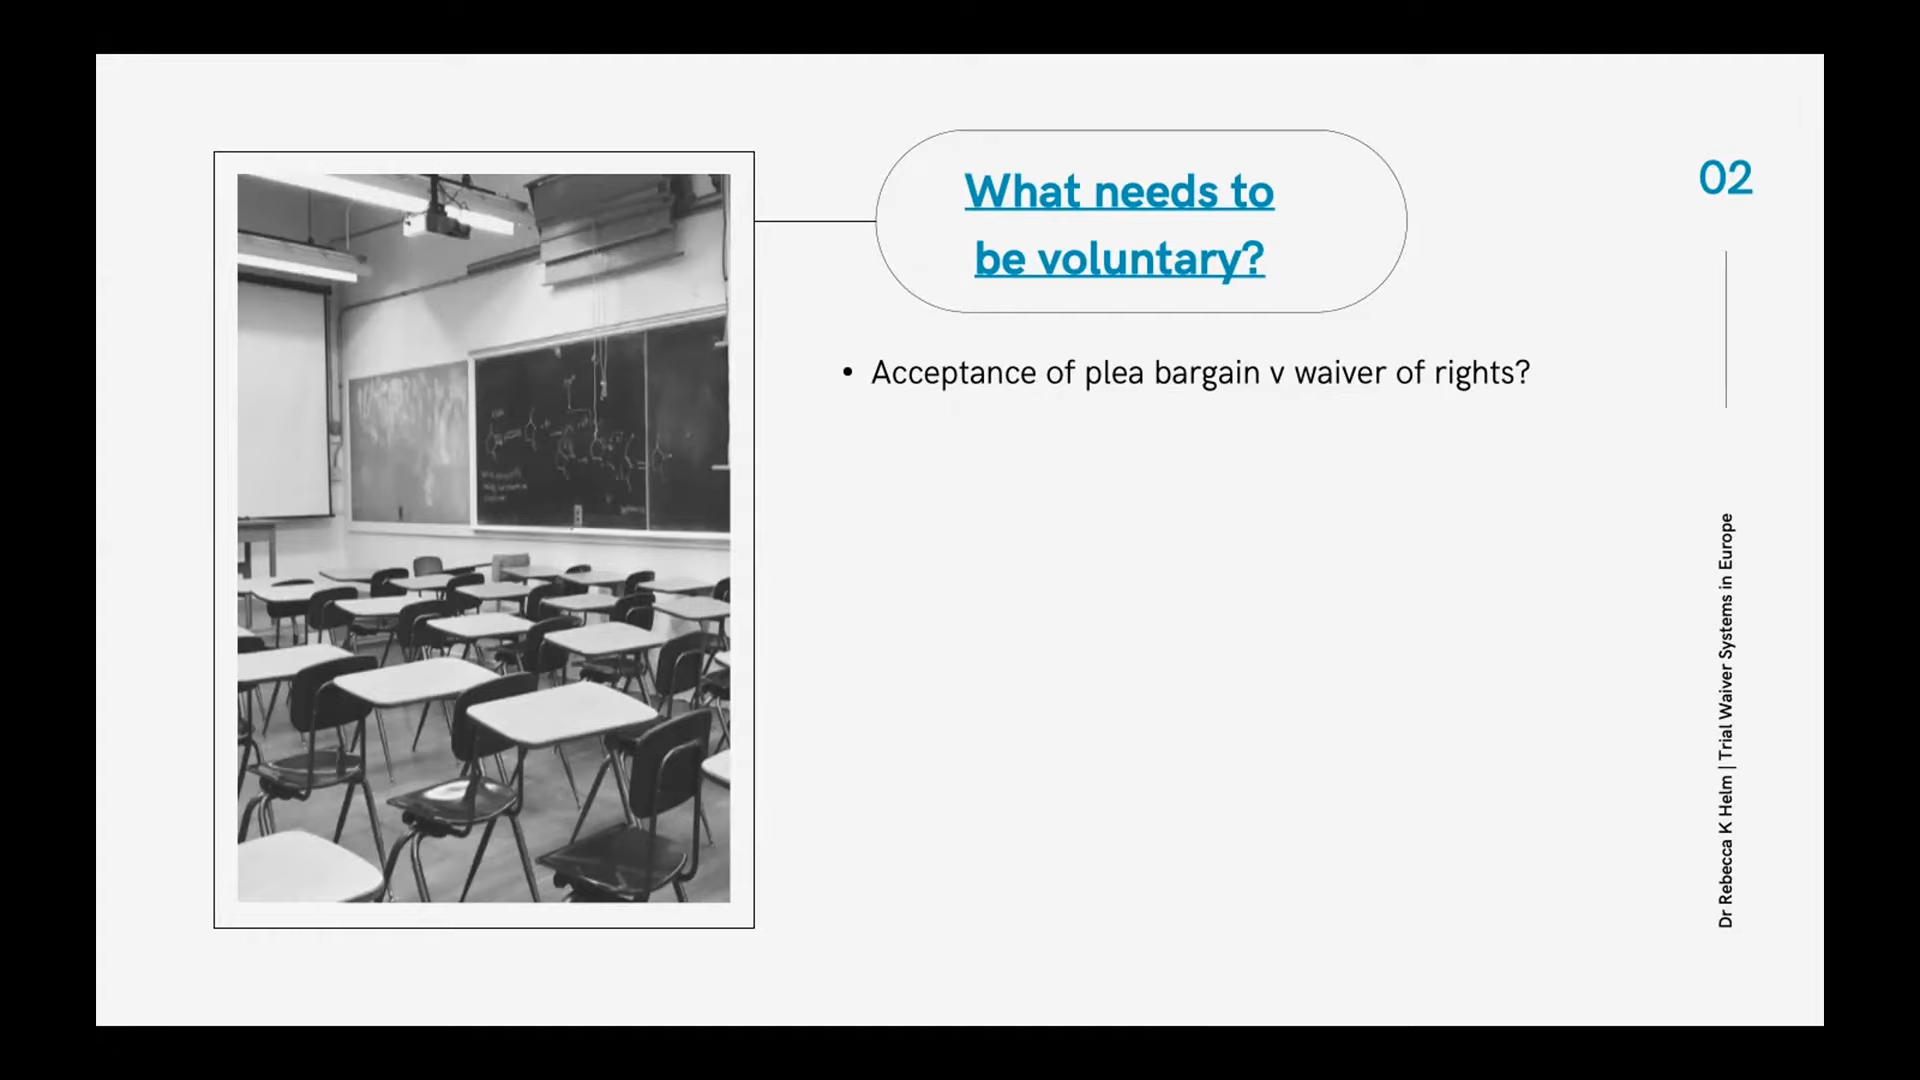 What needs to
be voluntary?
02
• Acceptance of plea bargain v waiver of rights?
Dr Rebecca K Helm | Trial Waiver Systems in Europe